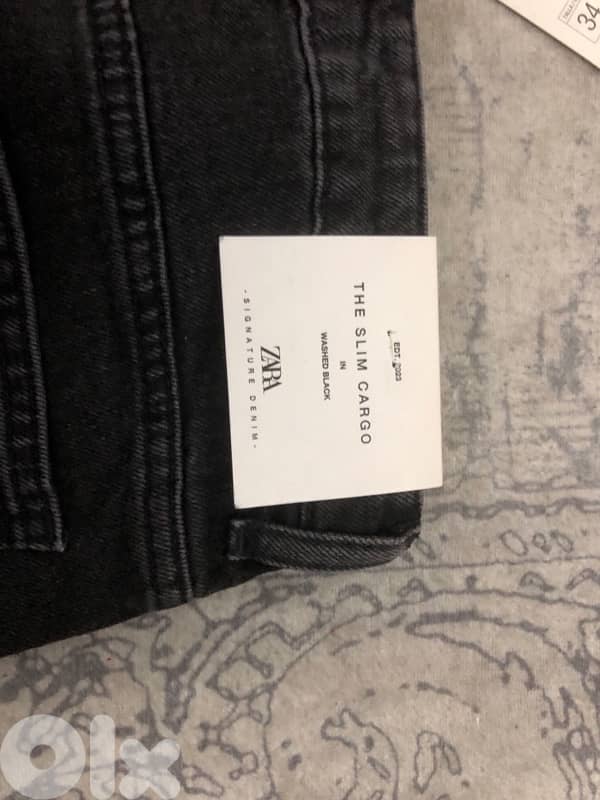 EDT. 2023
THE SLIM CARGO
IN
WASHED BLACK
ZARA
-SIGNATURE DENIM-
34
olx